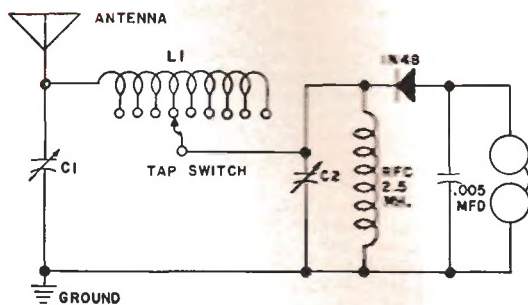 ANTENNA
L1
1N48
C1
TAP SWITCH
C2
RFC
2.5
MH.
.005
MFD
GROUND